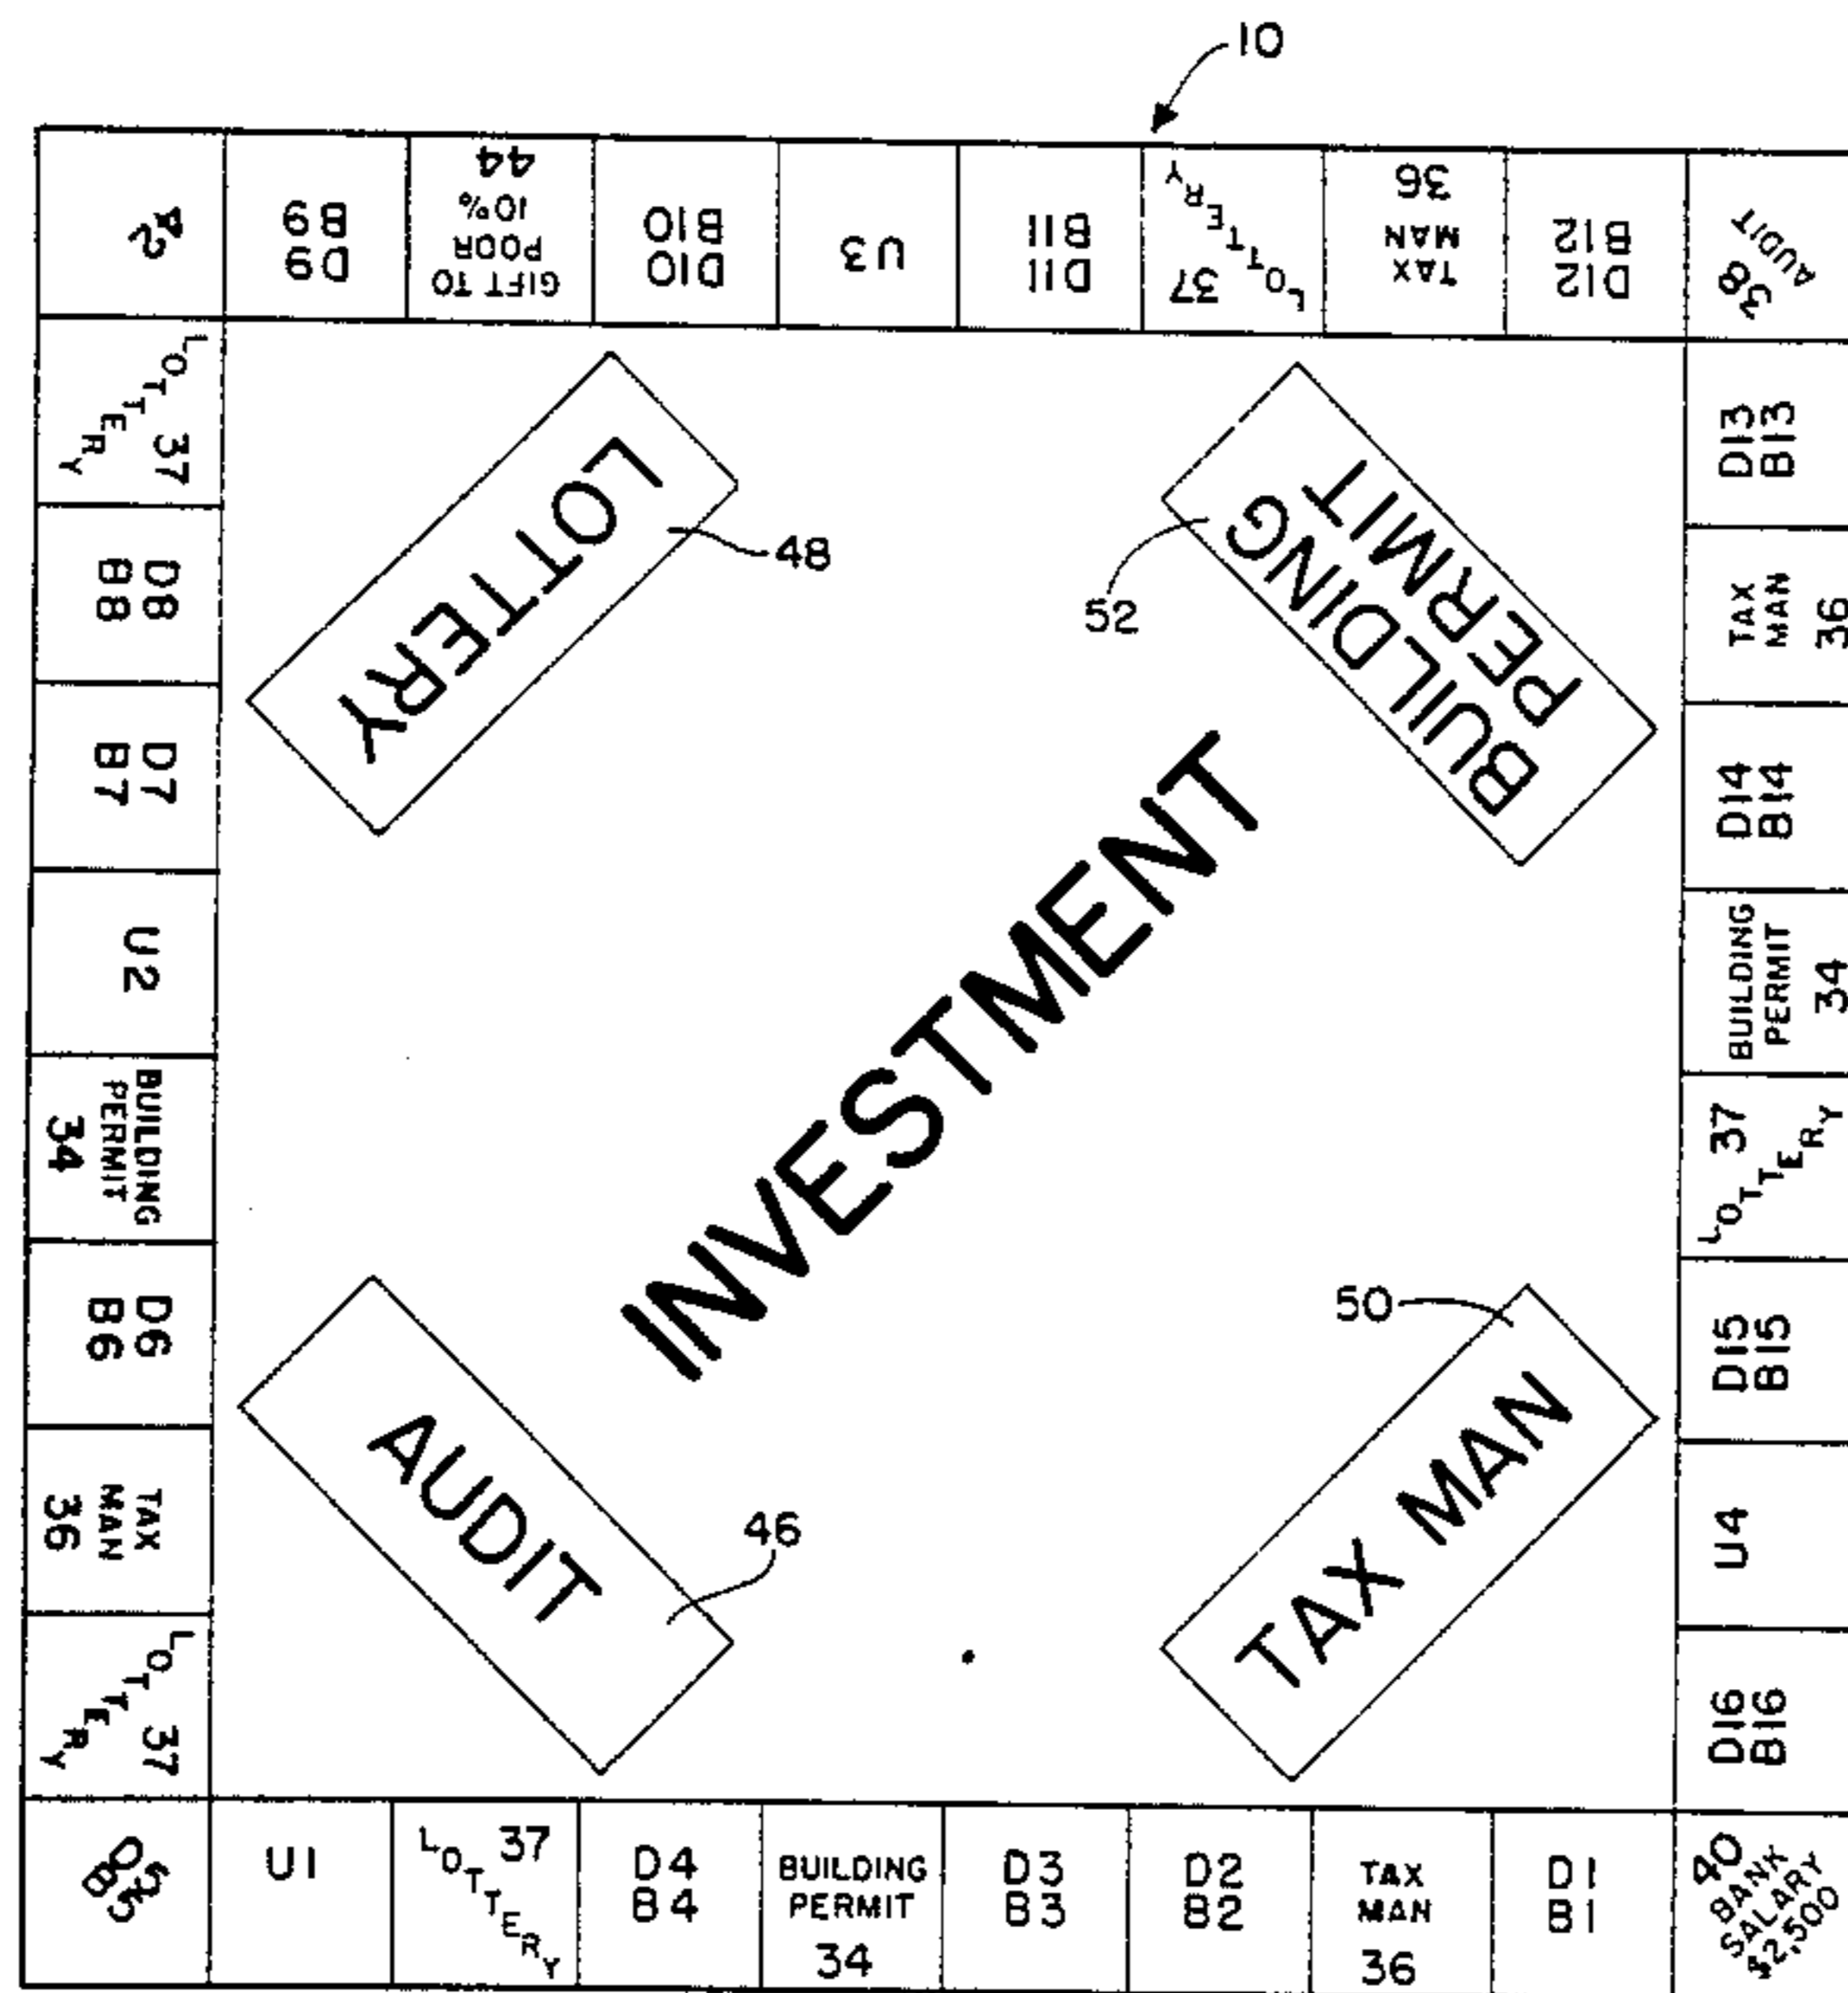 10
42
D9
B9
GIFT TO
POOR
10%
44
D10
B10
U3
D11
B11
LOTTERY
37
TAX
MAN
36
D12
B12
AUDIT
38
LOTTERY
37
D8
B8
D7
B7
U2
BUILDING
PERMIT
34
D6
B6
TAX
MAN
36
LOTTERY
37
LOTTERY
48
BUILDING
PERMIT
52
INVESTMENT
AUDIT
46
TAX MAN
50
D13
B13
TAX
MAN
36
D14
B14
BUILDING
PERMIT
34
LOTTERY
37
D15
B15
U4
D16
B16
D5
B5
U1
LOTTERY
37
D4
B4
BUILDING
PERMIT
34
D3
B3
D2
B2
TAX
MAN
36
D1
B1
40
BANK
SALARY
$2,500